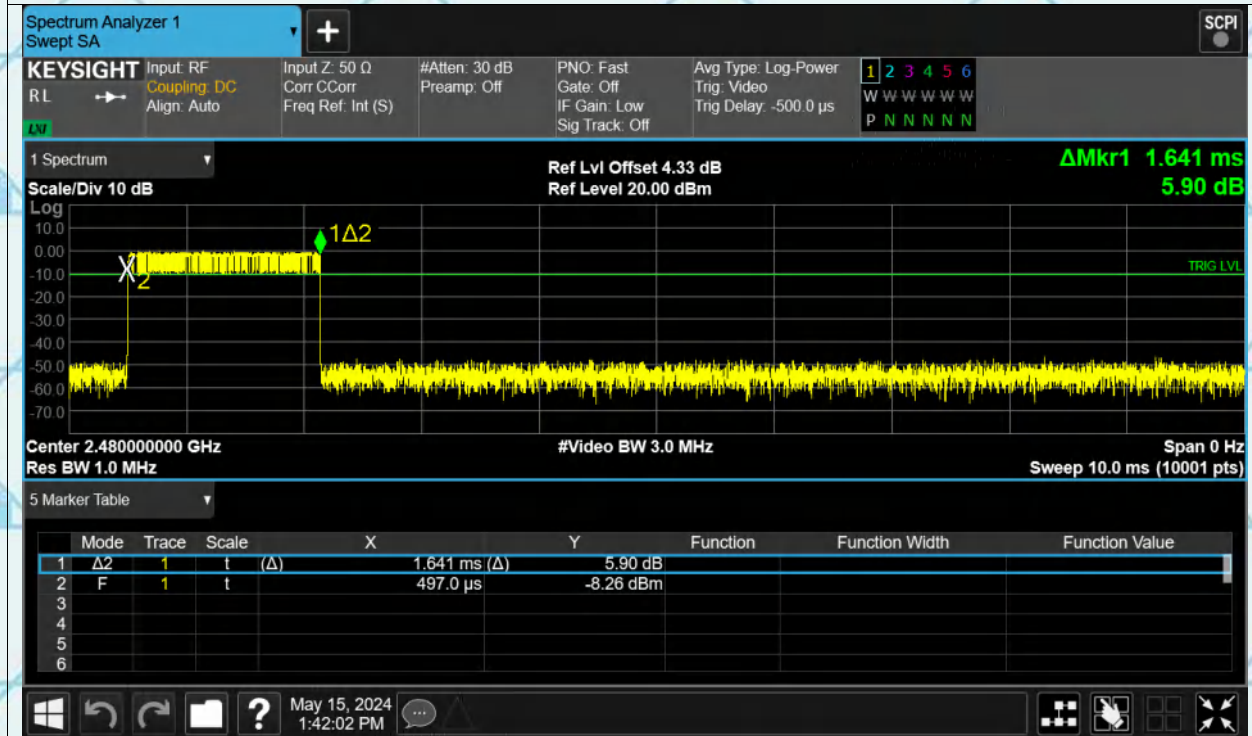 Spectrum Analyzer 1
Swept SA
+
SCPI
KEYSIGHT
RL
LXI
Input: RF
Coupling: DC
Align: Auto
Input Z: 50 Ω
Corr CCorr
Freq Ref: Int (S)
#Atten: 30 dB
Preamp: Off
PNO: Fast
Gate: Off
IF Gain: Low
Sig Track: Off
Avg Type: Log-Power
Trig: Video
Trig Delay: -500.0 µs
1 2 3 4 5 6
W W W W W W
P N N N N N
1 Spectrum
Scale/Div 10 dB
Ref Lvl Offset 4.33 dB
Ref Level 20.00 dBm
ΔMkr1 1.641 ms
5.90 dB
Log
10.0
0.00
-10.0
-20.0
-30.0
-40.0
-50.0
-60.0
-70.0
1Δ2
X
2
TRIG LVL
Center 2.480000000 GHz
Res BW 1.0 MHz
#Video BW 3.0 MHz
Span 0 Hz
Sweep 10.0 ms (10001 pts)
5 Marker Table
Mode Trace Scale X Y Function Function Width Function Value
1 Δ2 1 t (Δ) 1.641 ms (Δ) 5.90 dB
2 F 1 t 497.0 µs -8.26 dBm
3
4
5
6
?
May 15, 2024
1:42:02 PM